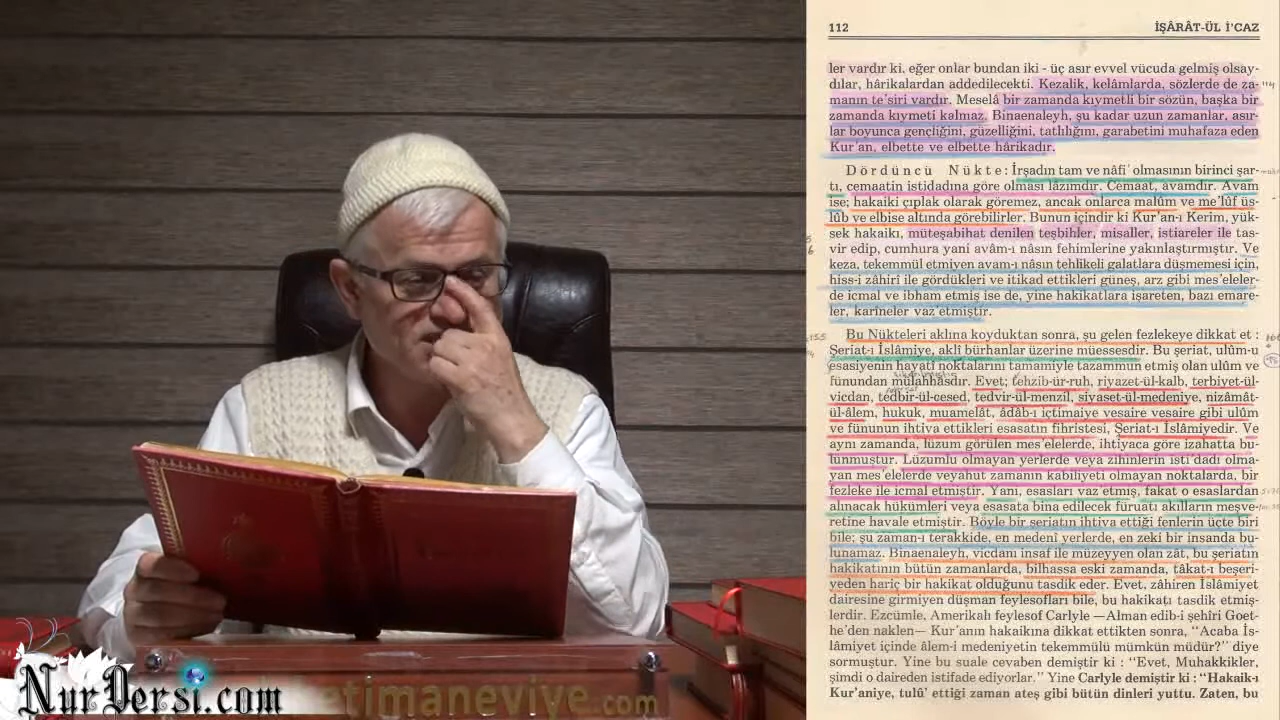 112 İŞÂRÂT-ÜL İ'CAZ
ler vardır ki, eğer onlar bundan iki - üç asır evvel vücuda gelmiş olsay-
dılar, hârikalardan addedilecekti. Kezalik, kelâmlarda, sözlerde de za-
manın te'siri vardır. Meselâ bir zamanda kıymetli bir sözün, başka bir
zamanda kıymeti kalmaz. Binaenaleyh, şu kadar uzun zamanlar, asır-
lar boyunca gençliğini, güzelliğini, tatlılığını, garabetini muhafaza eden
Kur'an, elbette ve elbette hârikadır.
Dördüncü Nükte: İrşadın tam ve nâfi' olmasının birinci şar-
tı, cemaatin istidadına göre olması lâzımdır. Cemaat, avamdır. Avam
ise; hakaiki çıplak olarak göremez, ancak onlarca malûm ve me'lûf üs-
lûb ve elbise altında görebilirler. Bunun içindir ki Kur'an-ı Kerim, yük-
sek hakaikı, müteşabihat denilen teşbihler, misaller, istiareler ile tas-
vir edip, cumhura yani avâm-ı nâsın fehimlerine yakınlaştırmıştır. Ve
keza, tekemmül etmiyen avam-ı nâsın tehlikeli galatlara düşmemesi için,
hiss-i zâhirî ile gördükleri ve itikad ettikleri güneş, arz gibi mes'eleler-
de icmal ve ibham etmiş ise de, yine hakikatlara işareten, bazı emare-
ler, karineler vaz'etmiştir.
Bu Nükteleri aklına koyduktan sonra, şu gelen fezlekeye dikkat et :
Şeriat-ı İslâmiye, aklî bürhanlar üzerine müessesdir. Bu şeriat, ulûm-u
esasiyenin hayatî noktalarını tamamiyle tazammun etmiş olan ulûm ve
fünundan mülahhasdır. Evet; tehzib-ür-ruh, riyazet-ül-kalb, terbiyet-ül-
vicdan, tedbir-ül-cesed, tedvir-ül-menzil, siyaset-ül-medeniye, nizâmât-
ül-âlem, hukuk, muamelât, âdâb-ı içtimaiye vesaire vesaire gibi ulûm
ve fünunun ihtiva ettikleri esasatın fihristesi, Şeriat-ı İslâmiyedir. Ve
aynı zamanda, lüzum görülen mes'elelerde, ihtiyaca göre izahatta bu-
lunmuştur. Lüzumlu olmayan yerlerde veya zihinlerin isti'dadı olma-
yan mes'elelerde veyahut zamanın kabiliyeti olmayan noktalarda, bir
fezleke ile icmal etmiştir. Yani, esasları vaz etmiş, fakat o esaslardan
alınacak hükümleri veya esasata bina edilecek füruatı akılların meşve-
retine havale etmiştir. Böyle bir şeriatın ihtiva ettiği fenlerin üçte biri
bile; şu zaman-ı terakkide, en medenî yerlerde, en zeki bir insanda bu-
lunamaz. Binaenaleyh, vicdanı insaf ile müzeyyen olan zât, bu şeriatın
hakikatının bütün zamanlarda, bilhassa eski zamanda, tâkat-ı beşeri-
yeden hariç bir hakikat olduğunu tasdik eder. Evet, zâhiren İslâmiyet
dairesine girmiyen düşman feylesofları bile, bu hakikatı tasdik etmiş-
lerdir. Ezcümle, Amerikalı feylesof Carlyle —Alman edib-i şehîri Goet-
he'den naklen— Kur'anın hakaikına dikkat ettikten sonra, "Acaba İs-
lâmiyet içinde âlem-i medeniyetin tekemmülü mümkün müdür?" diye
sormuştur. Yine bu suale cevaben demiştir ki : "Evet, Muhakkikler,
şimdi o daireden istifade ediyorlar." Yine Carlyle demiştir ki : "Hakaik-ı
Kur'aniye, tulû' ettiği zaman ateş gibi bütün dinleri yuttu. Zaten, bu
NurDersi.com
etimaneviye.com